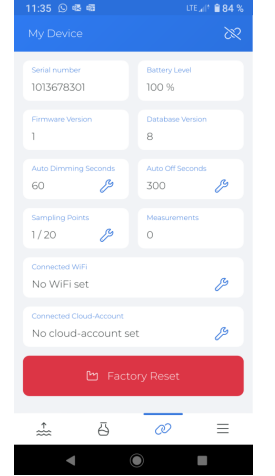 11:35 LTE 84 %
My Device
Serial number Battery Level
1013678301 100 %
Firmware Version Database Version
1 8
Auto Dimming Seconds Auto Off Seconds
60 300
Sampling Points Measurements
1 / 20 0
Connected WiFi
No WiFi set
Connected Cloud-Account
No cloud-account set
Factory Reset